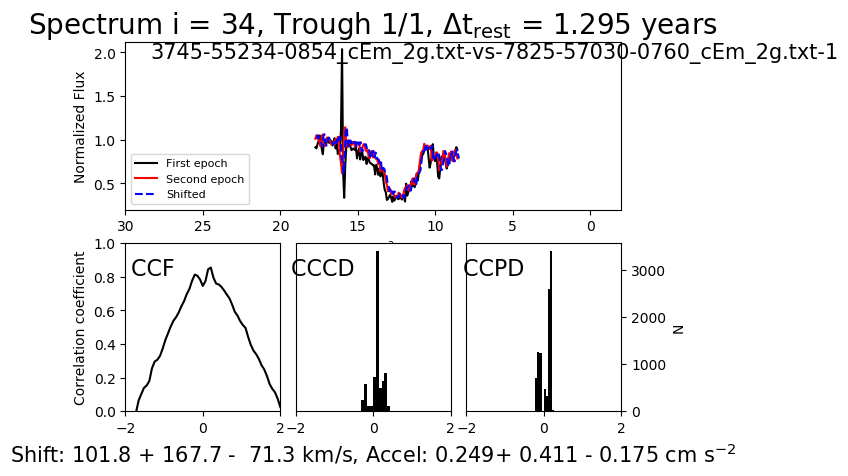 Spectrum i = 34, Trough 1/1, Δt_rest = 1.295 years
3745-55234-0854_cEm_2g.txt-vs-7825-57030-0760_cEm_2g.txt-1
Normalized Flux
2.0
1.5
1.0
0.5
First epoch
Second epoch
Shifted
30 25 20 15 10 5 0
Correlation coefficient
1.0
0.8
0.6
0.4
0.2
0.0
CCF
CCCD
CCPD
3000
2000
1000
0
N
−2 0 2
−2 0 2
−2 0 2
Shift: 101.8 + 167.7 - 71.3 km/s, Accel: 0.249+ 0.411 - 0.175 cm s⁻²